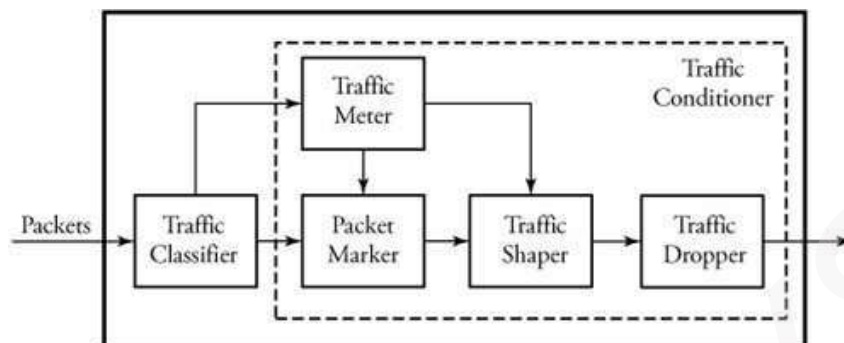 Traffic
Conditioner
Traffic
Meter
Packets
Traffic
Classifier
Packet
Marker
Traffic
Shaper
Traffic
Dropper